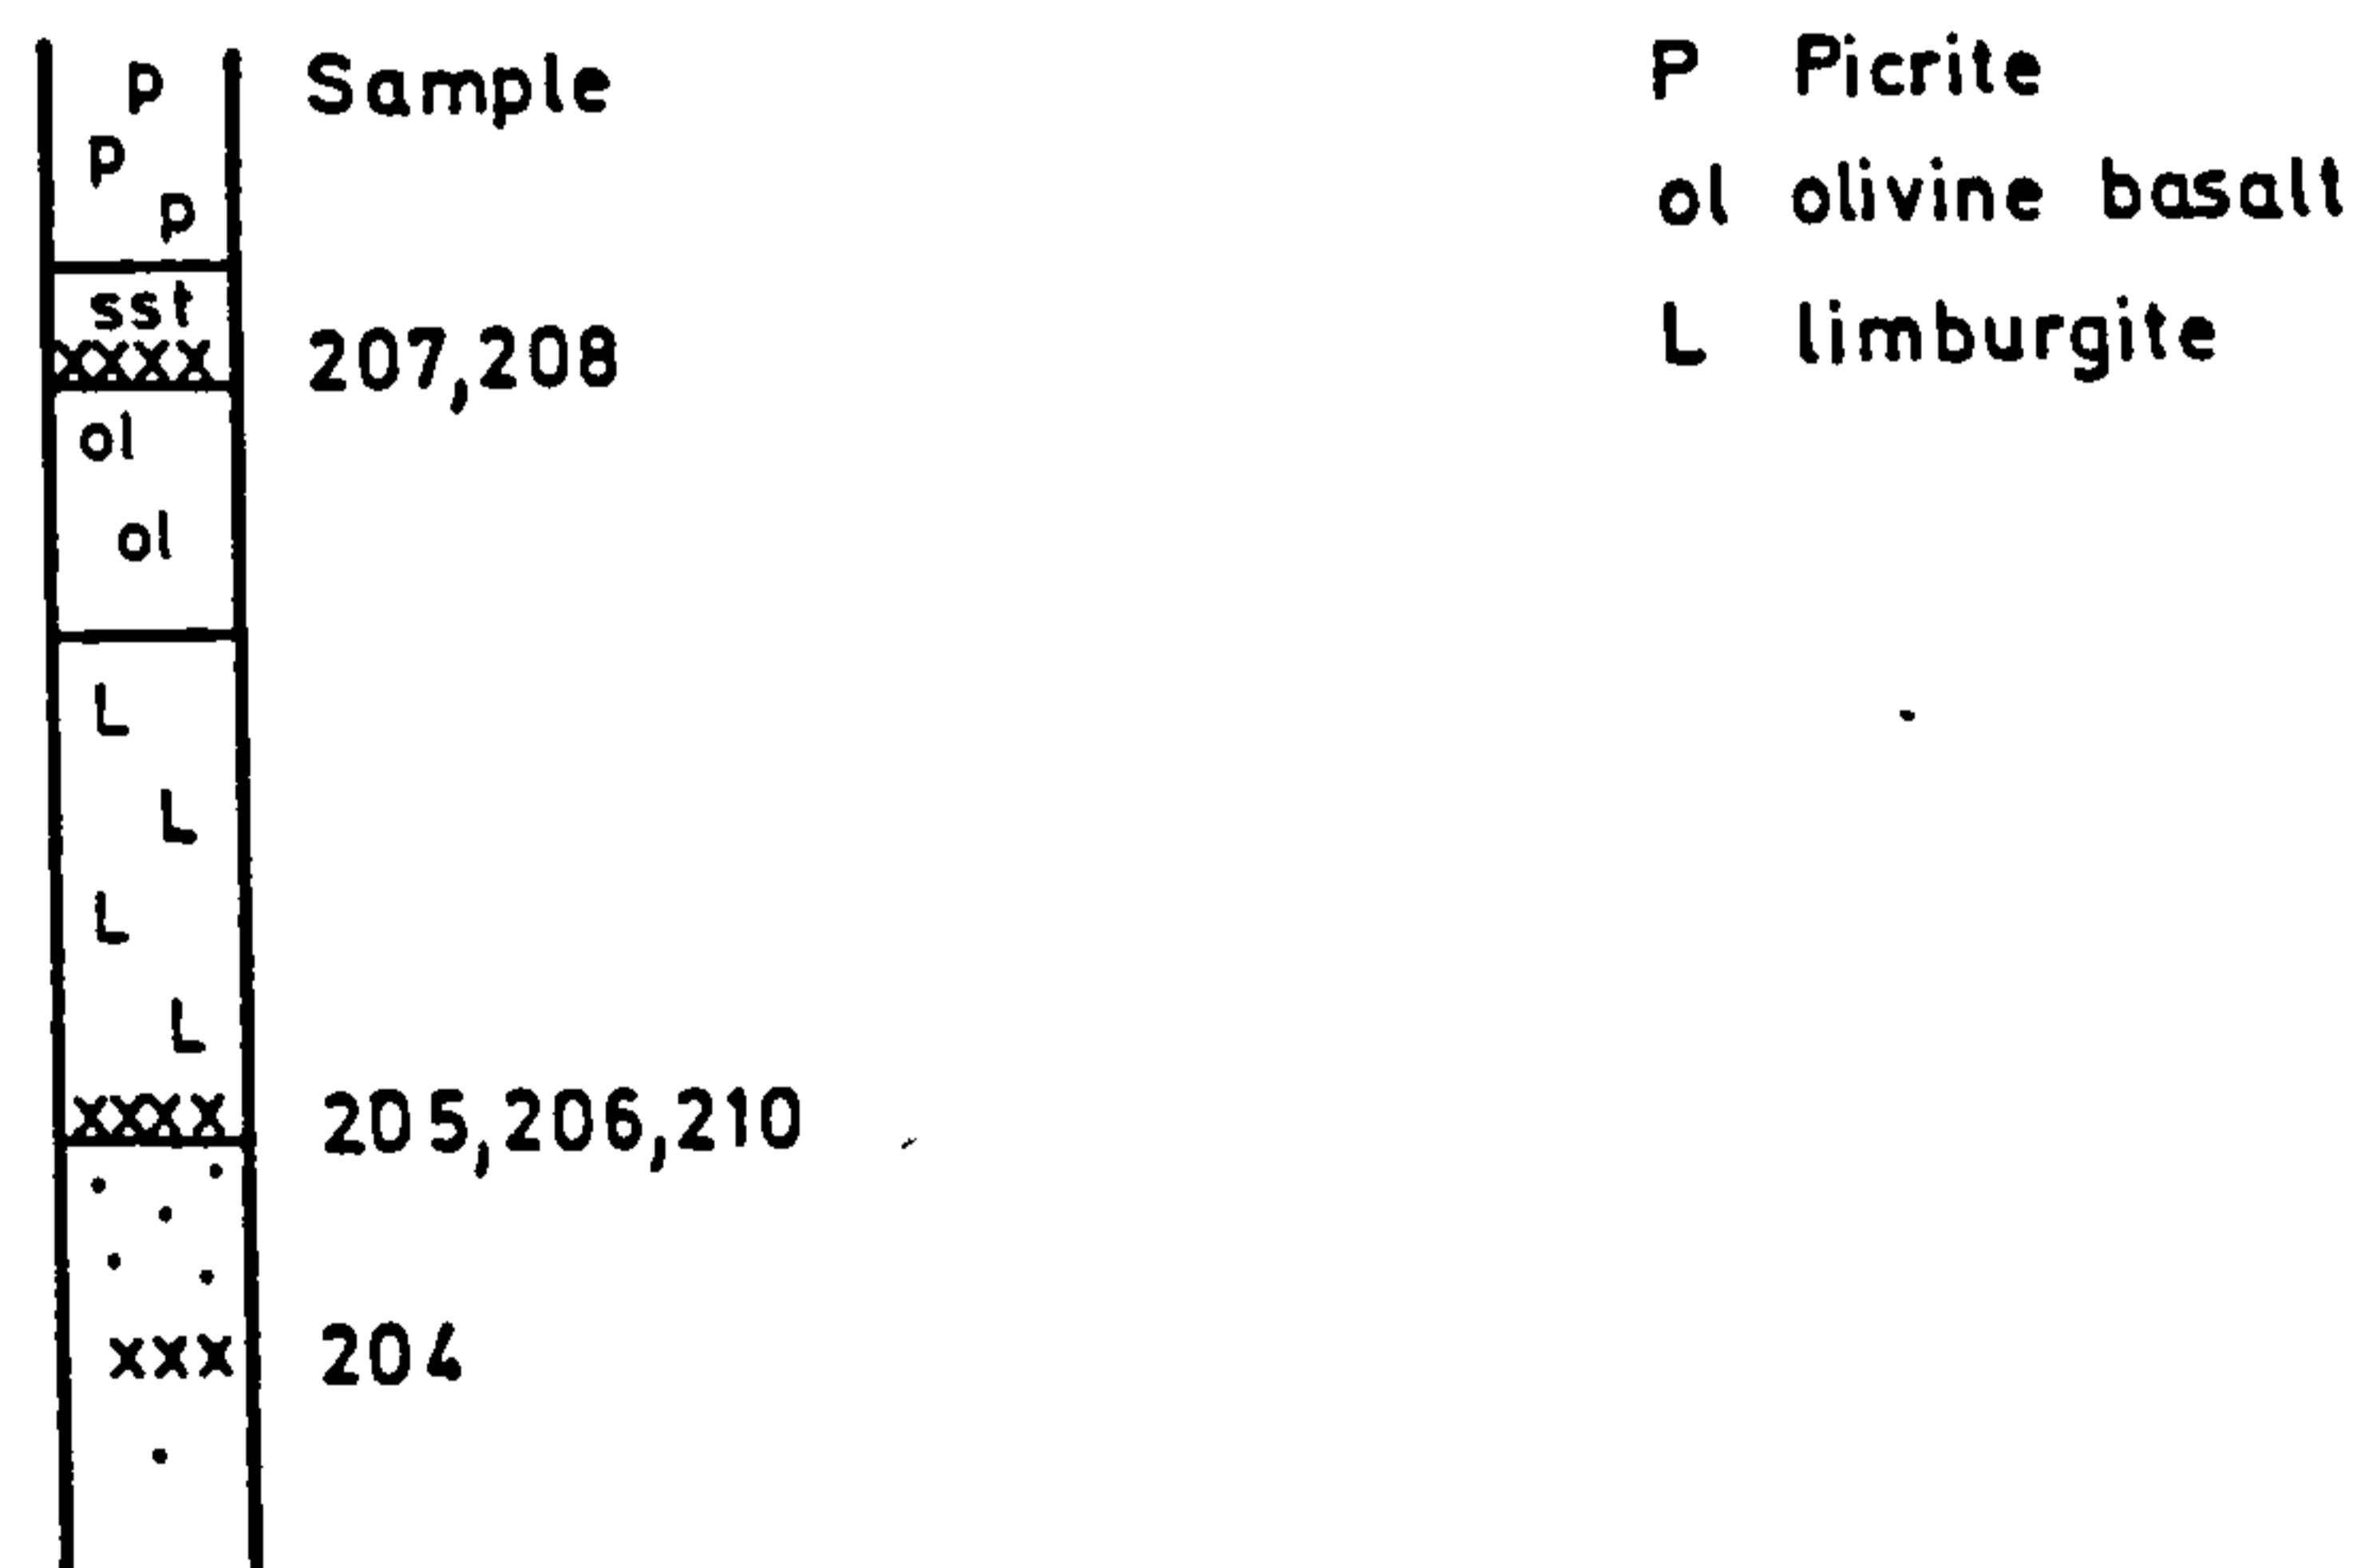 P Sample P Picrite
P
P ol olivine basalt
sst
xxxx 207,208 L limburgite
ol
ol
L
L
L
L
xxxx 205,206,210
xxx 204